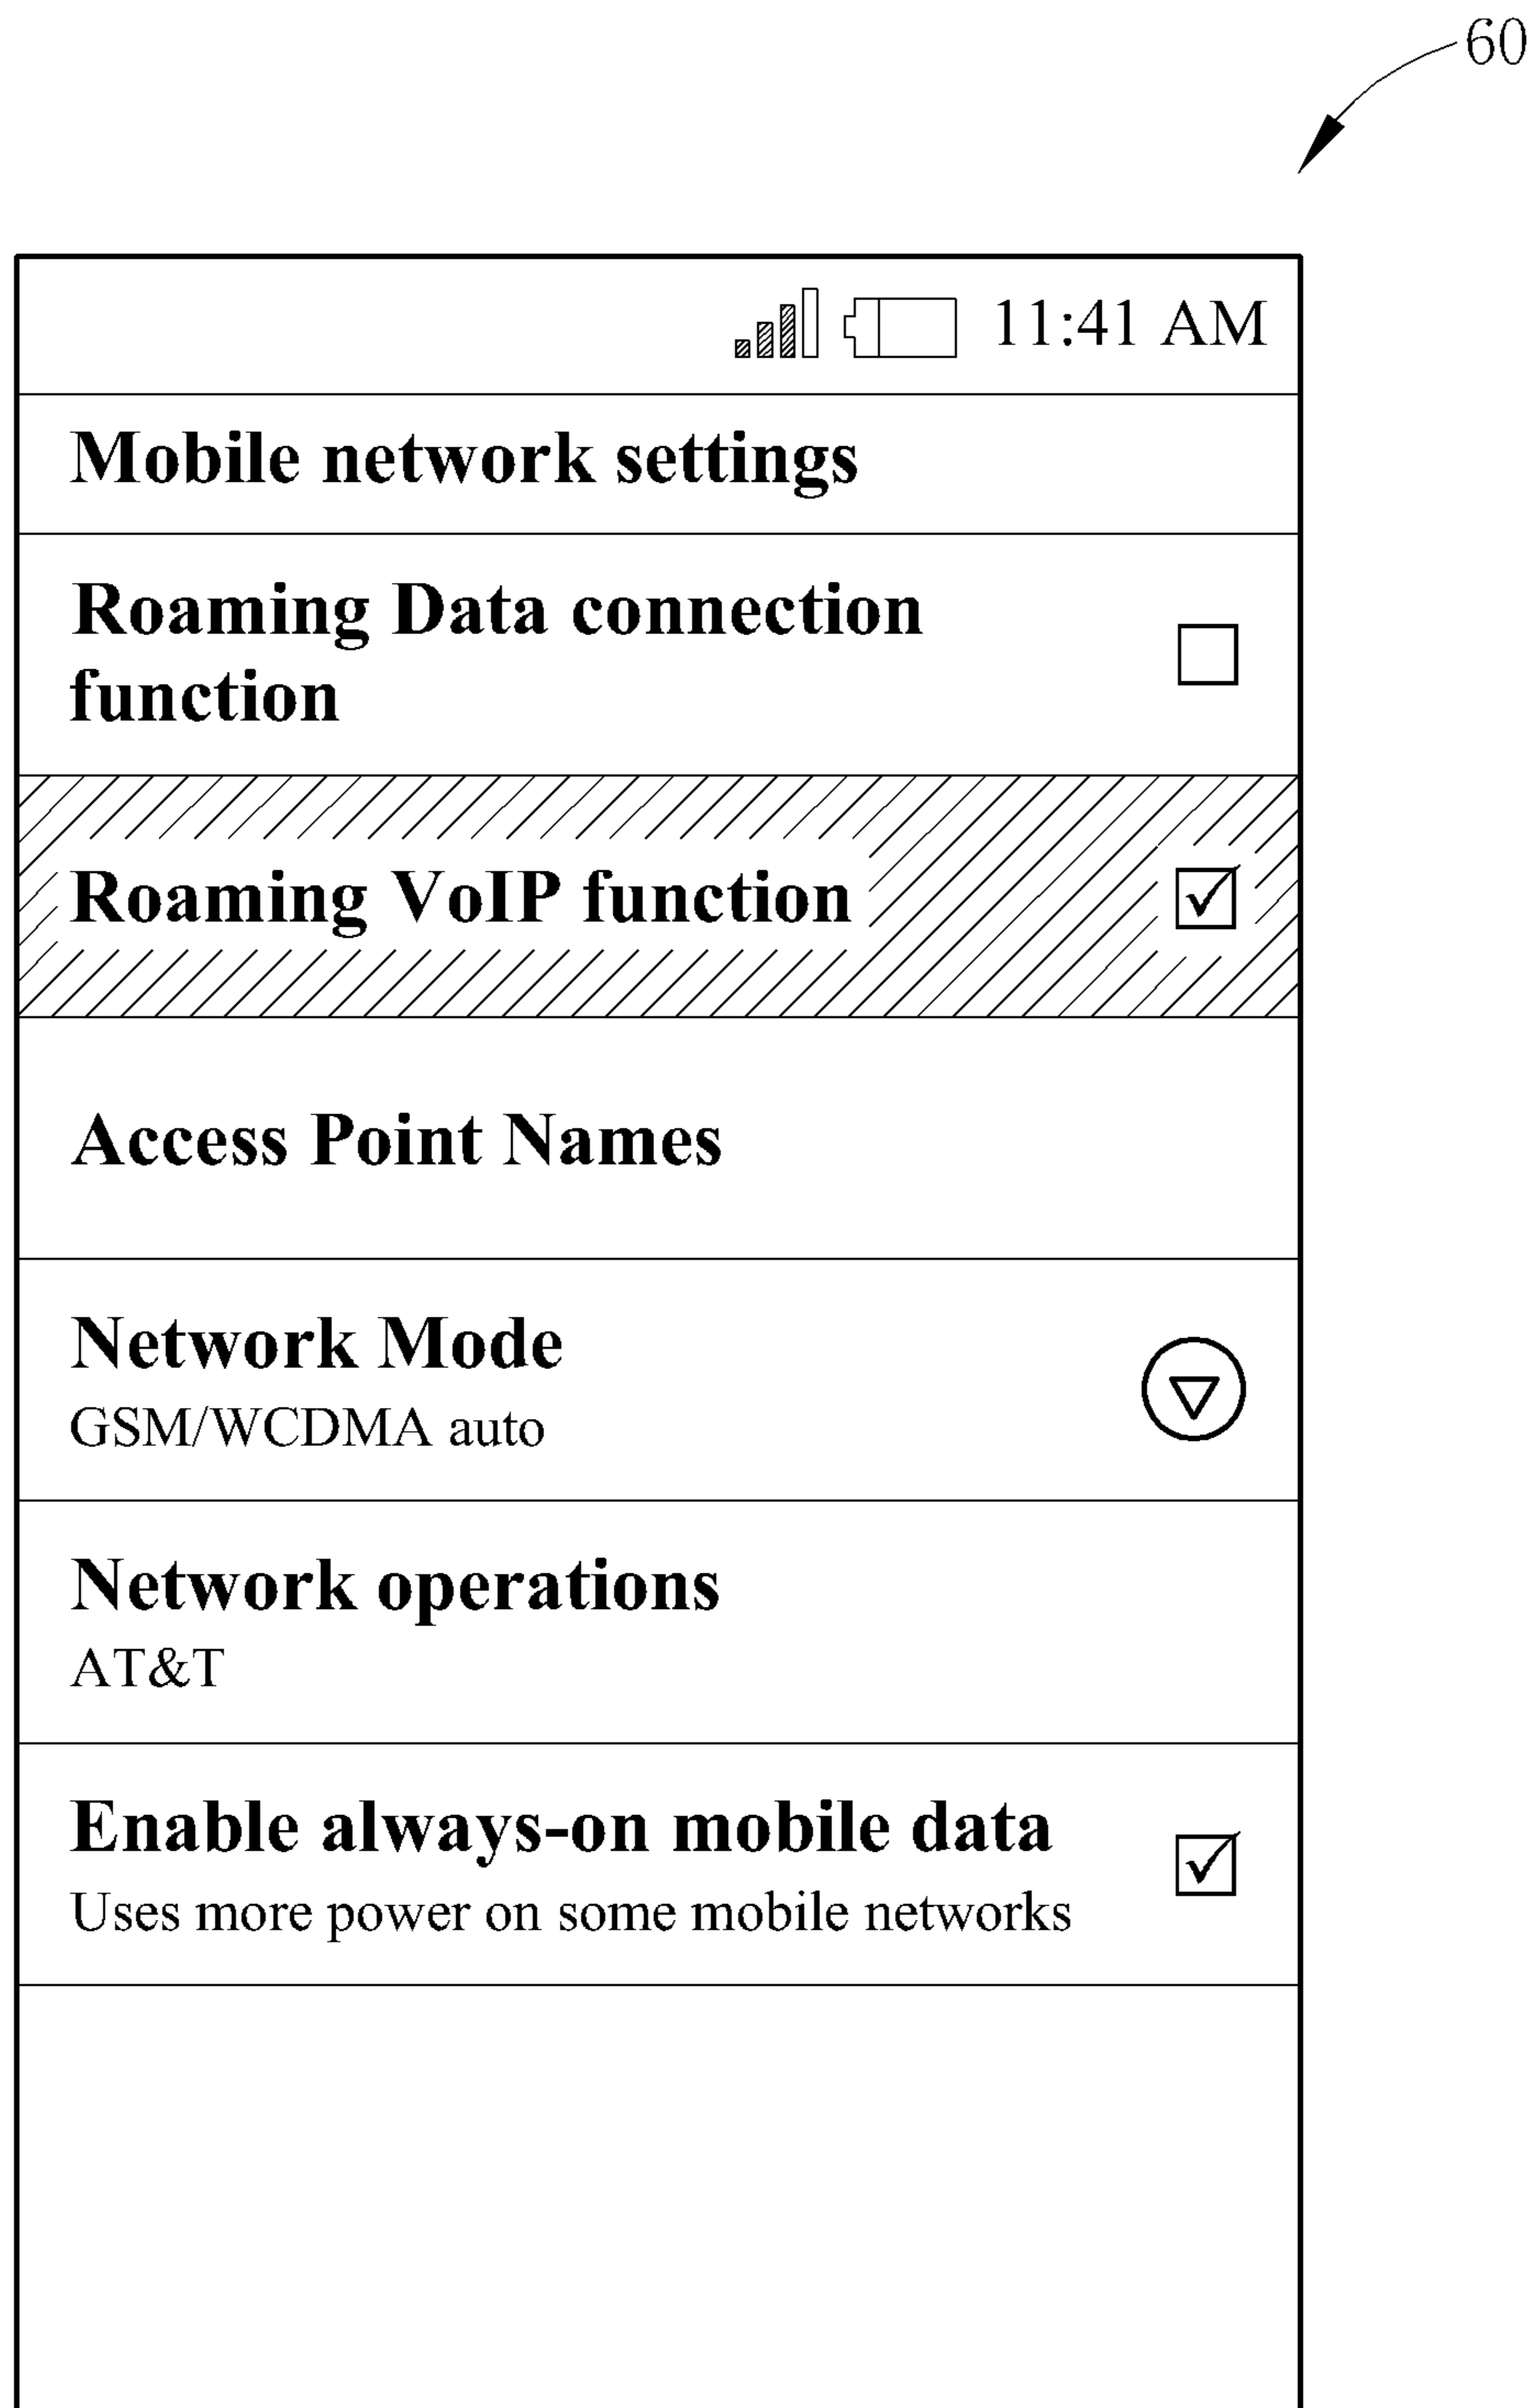 60
11:41 AM
Mobile network settings
Roaming Data connection
function
Roaming VoIP function
Access Point Names
Network Mode
GSM/WCDMA auto
Network operations
AT&T
Enable always-on mobile data
Uses more power on some mobile networks